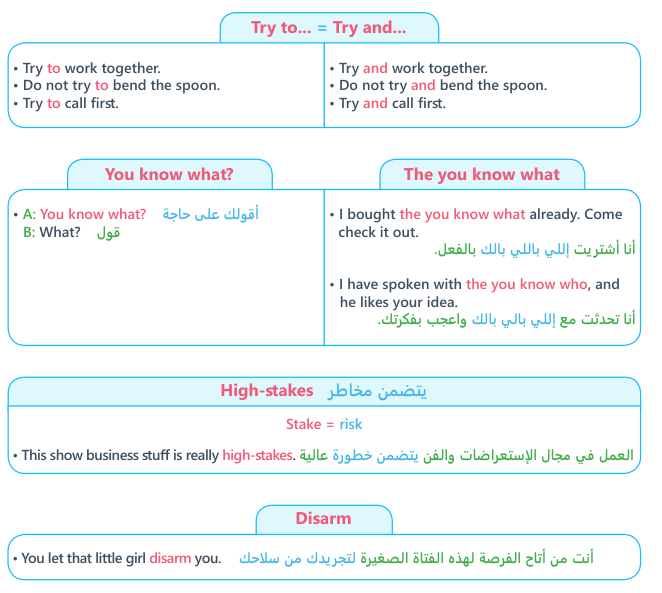 Try to... = Try and...
• Try to work together.
• Do not try to bend the spoon.
• Try to call first.
• Try and work together.
• Do not try and bend the spoon.
• Try and call first.
You know what?
• A: You know what? أقولك على حاجة
B: What? قول
The you know what
• I bought the you know what already. Come
check it out.
أنا أشتريت إللي باللي بالك بالفعل.
• I have spoken with the you know who, and
he likes your idea.
أنا تحدثت مع إللي بالي بالك واعجب بفكرتك.
High-stakes يتضمن مخاطر
Stake = risk
• This show business stuff is really high-stakes. العمل في مجال الإستعراضات والفن يتضمن خطورة عالية
Disarm
• You let that little girl disarm you. أنت من أتاح الفرصة لهذه الفتاة الصغيرة لتجريدك من سلاحك